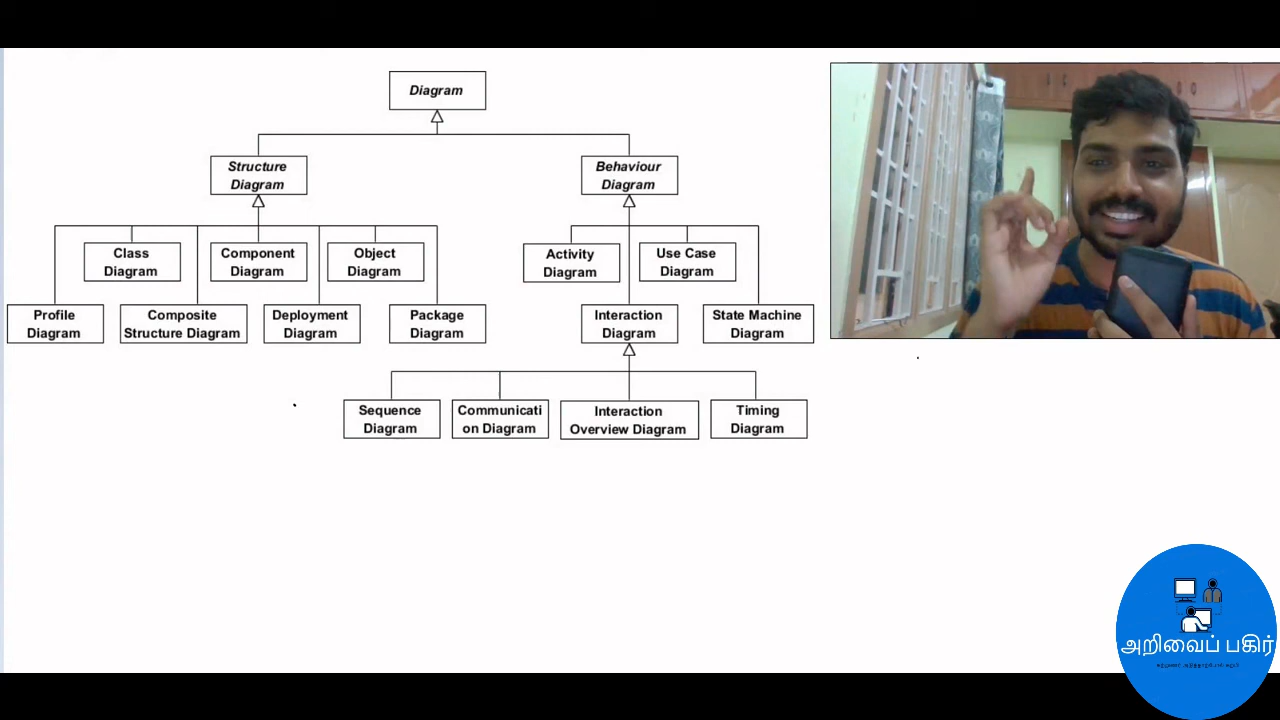 Diagram
Structure
Diagram
Behaviour
Diagram
Class
Diagram
Component
Diagram
Object
Diagram
Activity
Diagram
Use Case
Diagram
Profile
Diagram
Composite
Structure Diagram
Deployment
Diagram
Package
Diagram
Interaction
Diagram
State Machine
Diagram
Sequence
Diagram
Communicati
on Diagram
Interaction
Overview Diagram
Timing
Diagram
அறிவைப் பகிர்